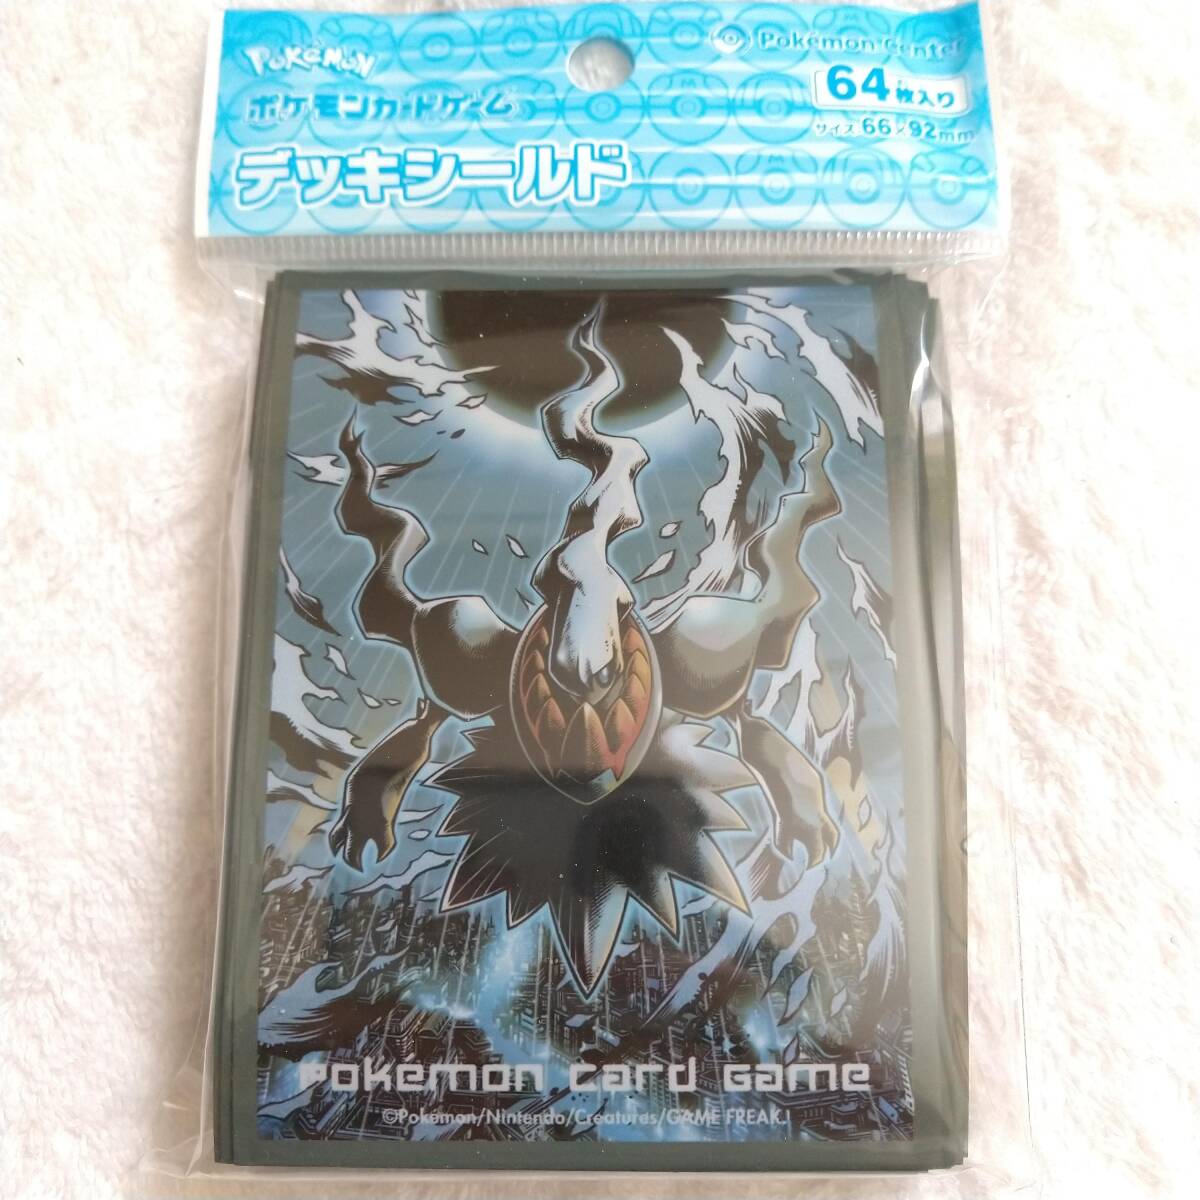 POKéMON
Pokémon Center
ポケモンカードゲーム
64枚入り
サイズ 66×92mm
デッキシールド
Pokémon Card Game
©Pokémon/Nintendo/Creatures/GAME FREAK.